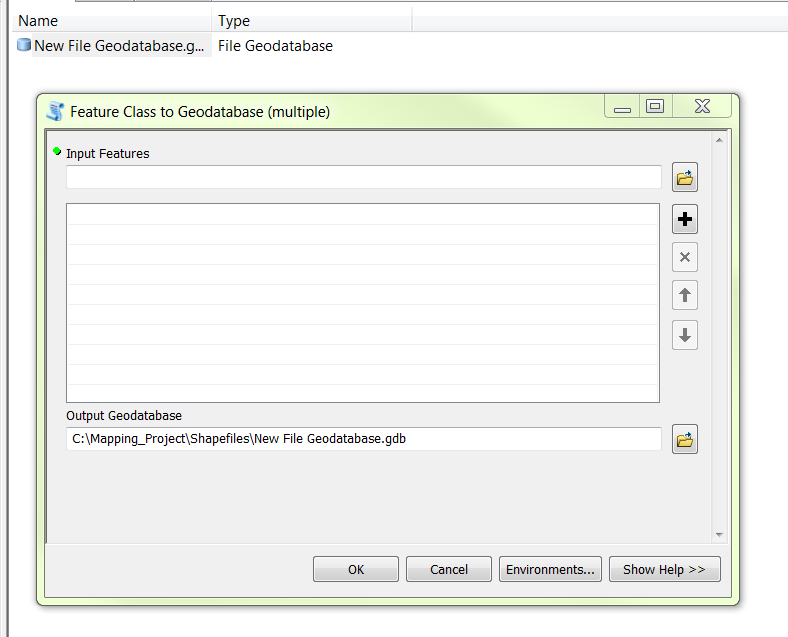 Name Type
New File Geodatabase.g... File Geodatabase
Feature Class to Geodatabase (multiple)
Input Features
Output Geodatabase
C:\Mapping_Project\Shapefiles\New File Geodatabase.gdb
OK Cancel Environments... Show Help >>